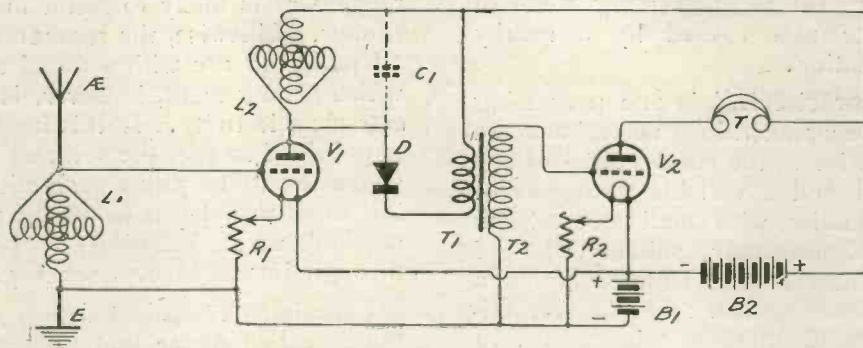 Æ
L1
E
L2
V1
R1
C1
D
T1
T2
V2
R2
T
+
-
B1
-
+
B2